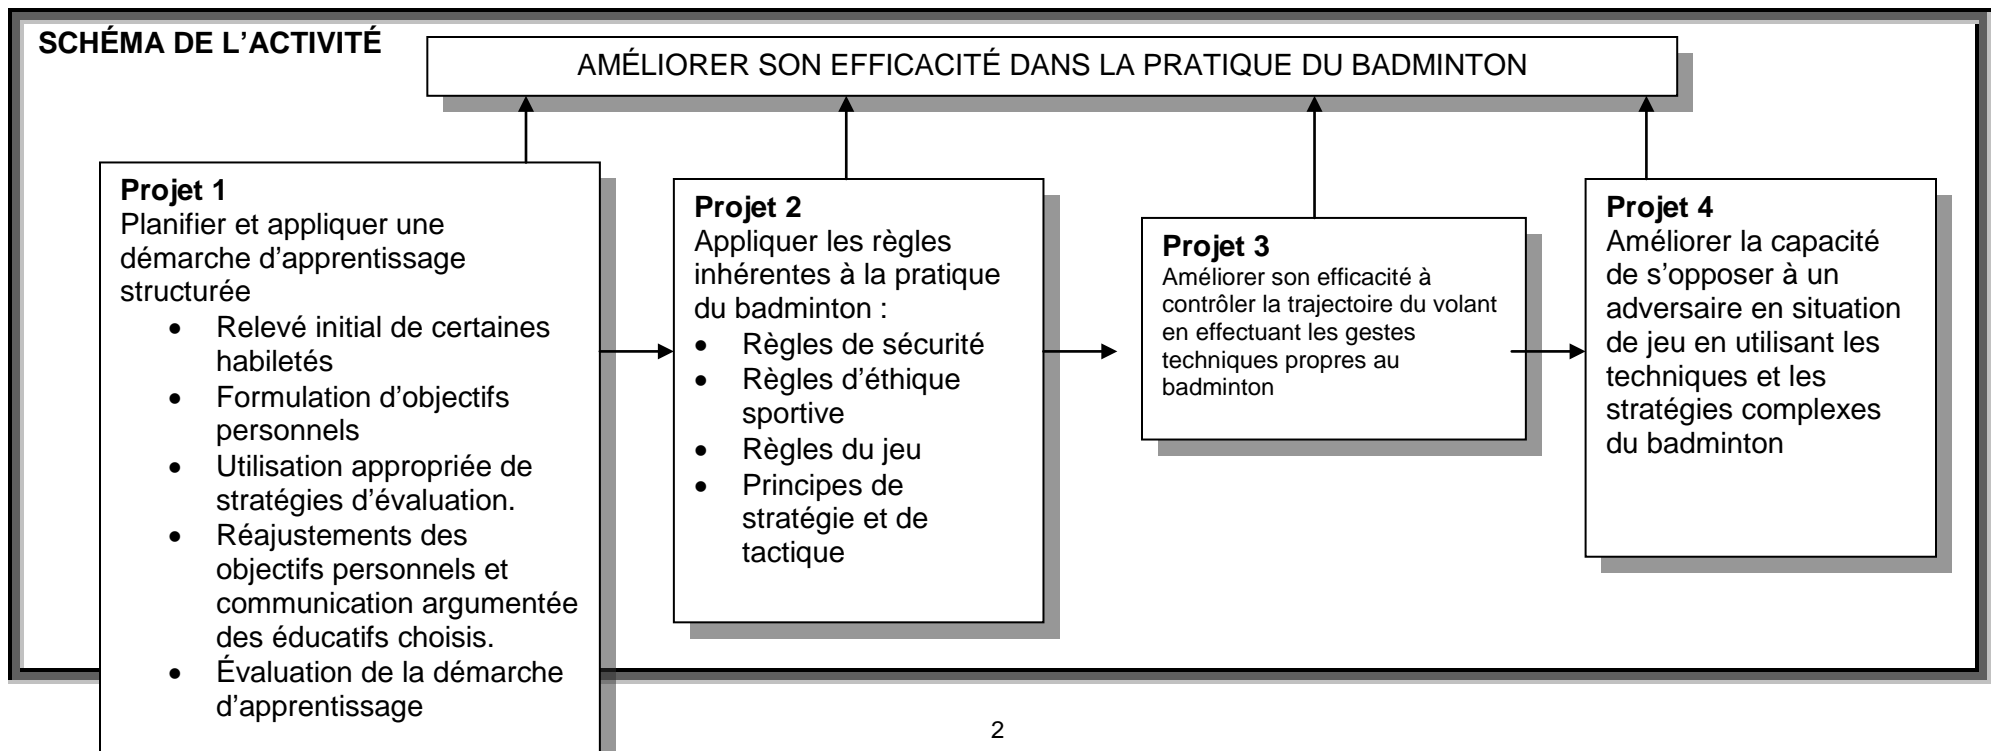 SCHÉMA DE L’ACTIVITÉ
AMÉLIORER SON EFFICACITÉ DANS LA PRATIQUE DU BADMINTON
Projet 1
Planifier et appliquer une
démarche d’apprentissage
structurée
• Relevé initial de certaines
habiletés
• Formulation d’objectifs
personnels
• Utilisation appropriée de
stratégies d’évaluation.
• Réajustements des
objectifs personnels et
communication argumentée
des éducatifs choisis.
• Évaluation de la démarche
d’apprentissage
Projet 2
Appliquer les règles
inhérentes à la pratique
du badminton :
• Règles de sécurité
• Règles d’éthique
sportive
• Règles du jeu
• Principes de
stratégie et de
tactique
Projet 3
Améliorer son efficacité à
contrôler la trajectoire du volant
en effectuant les gestes
techniques propres au
badminton
Projet 4
Améliorer la capacité
de s’opposer à un
adversaire en situation
de jeu en utilisant les
techniques et les
stratégies complexes
du badminton
2